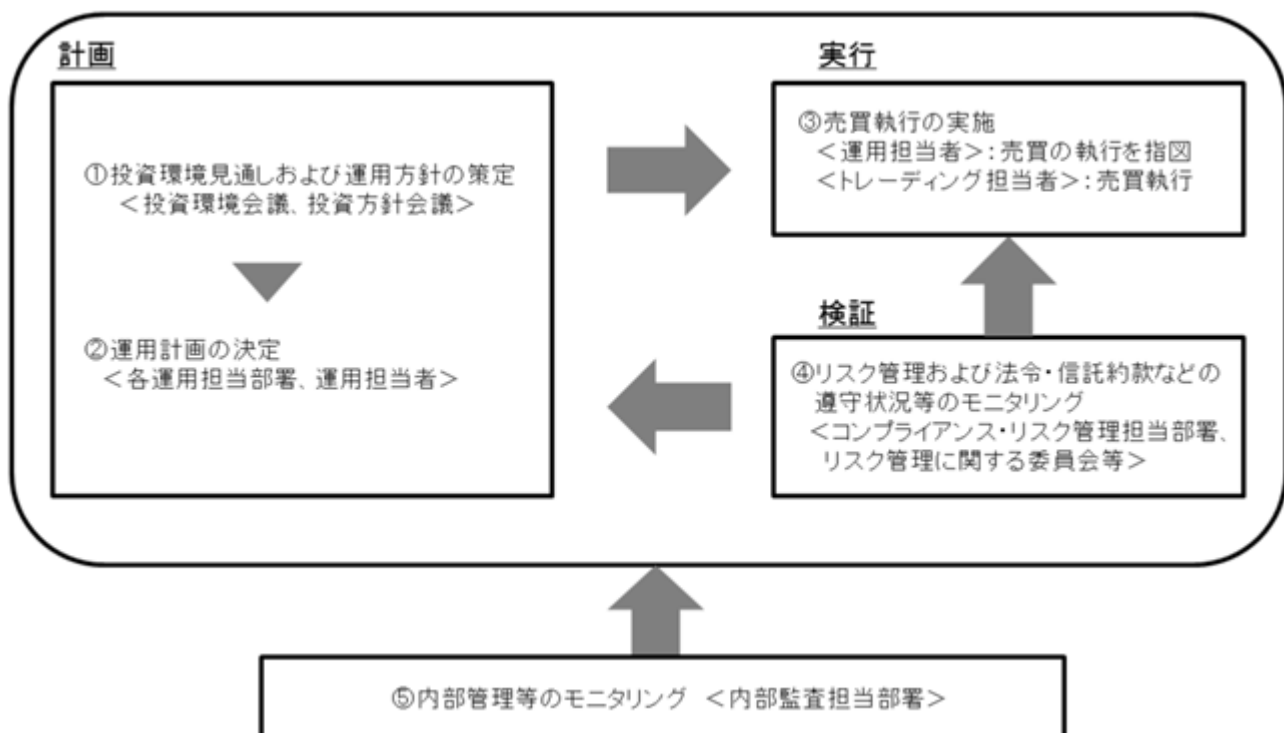 計画
①投資環境見通しおよび運用方針の策定
＜投資環境会議、投資方針会議＞
②運用計画の決定
＜各運用担当部署、運用担当者＞
実行
③売買執行の実施
＜運用担当者＞：売買の執行を指図
＜トレーディング担当者＞：売買執行
検証
④リスク管理および法令・信託約款などの
遵守状況等のモニタリング
＜コンプライアンス・リスク管理担当部署、
リスク管理に関する委員会等＞
⑤内部管理等のモニタリング ＜内部監査担当部署＞